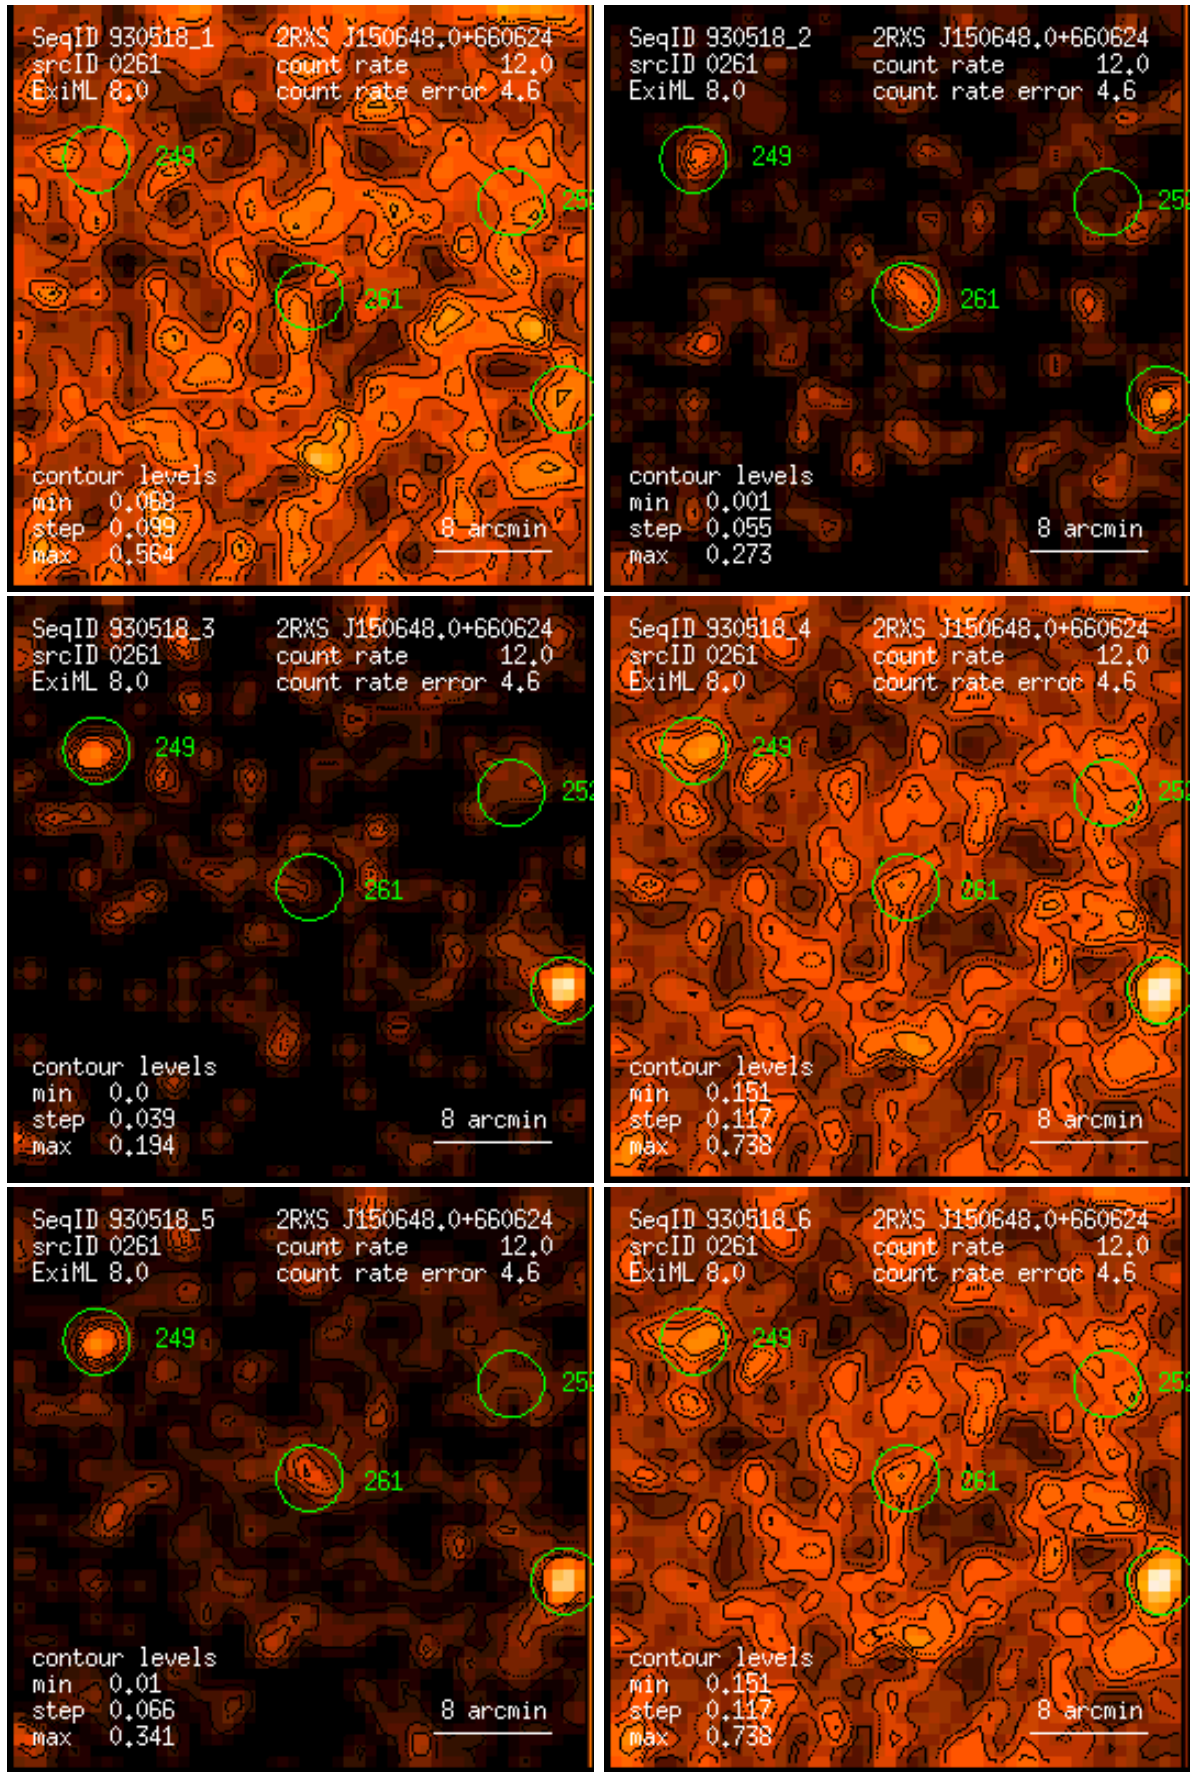 SeqID 930518_1 2RXS J150648.0+660624
srcID 0261 count rate 12.0
ExiML 8.0 count rate error 4.6
249
252
261
contour levels
min 0.068
step 0.099
max 0.564
8 arcmin
SeqID 930518_2 2RXS J150648.0+660624
srcID 0261 count rate 12.0
ExiML 8.0 count rate error 4.6
249
252
261
contour levels
min 0.001
step 0.055
max 0.273
8 arcmin
SeqID 930518_3 2RXS J150648.0+660624
srcID 0261 count rate 12.0
ExiML 8.0 count rate error 4.6
249
252
261
contour levels
min 0.0
step 0.039
max 0.194
8 arcmin
SeqID 930518_4 2RXS J150648.0+660624
srcID 0261 count rate 12.0
ExiML 8.0 count rate error 4.6
249
252
261
contour levels
min 0.151
step 0.117
max 0.738
8 arcmin
SeqID 930518_5 2RXS J150648.0+660624
srcID 0261 count rate 12.0
ExiML 8.0 count rate error 4.6
249
252
261
contour levels
min 0.01
step 0.066
max 0.341
8 arcmin
SeqID 930518_6 2RXS J150648.0+660624
srcID 0261 count rate 12.0
ExiML 8.0 count rate error 4.6
249
252
261
contour levels
min 0.151
step 0.117
max 0.738
8 arcmin